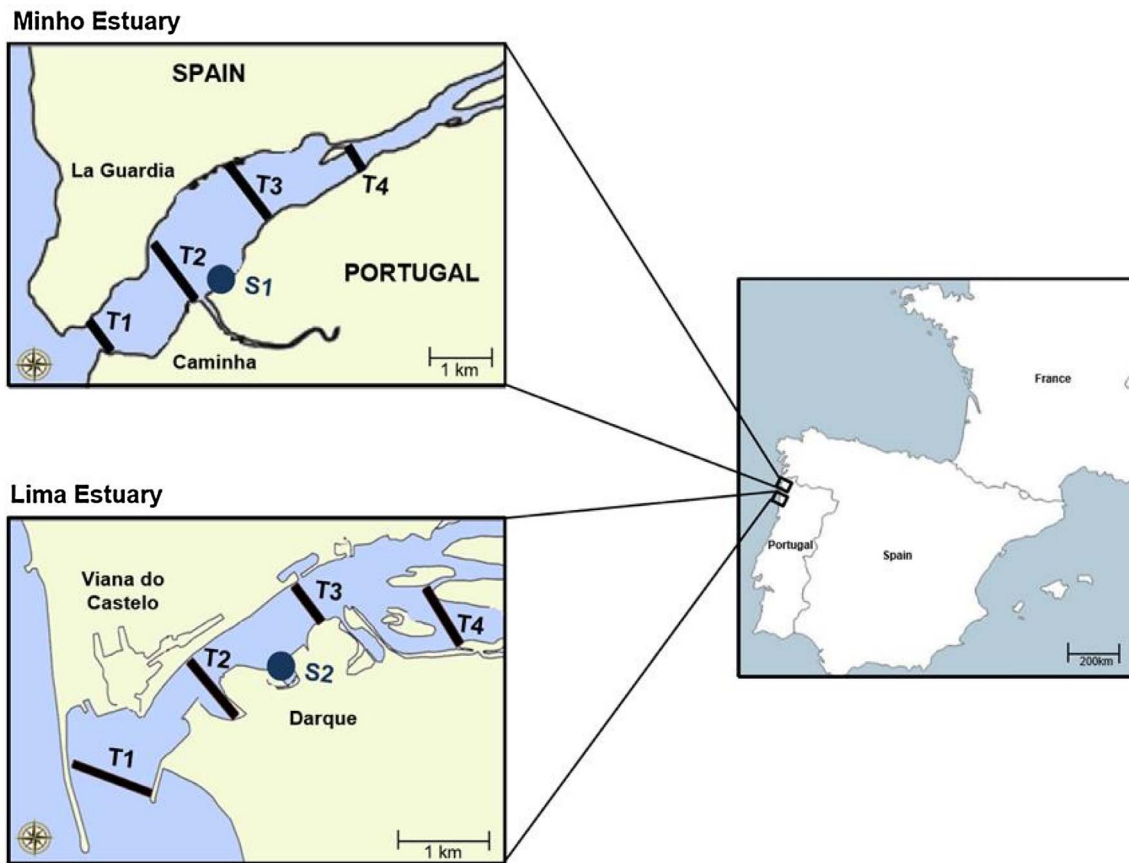 Minho Estuary
SPAIN
La Guardia
T3
T4
T2
S1
PORTUGAL
T1
Caminha
1 km
France
Portugal
Spain
200km
Lima Estuary
Viana do
Castelo
T3
T4
T2
S2
Darque
T1
1 km